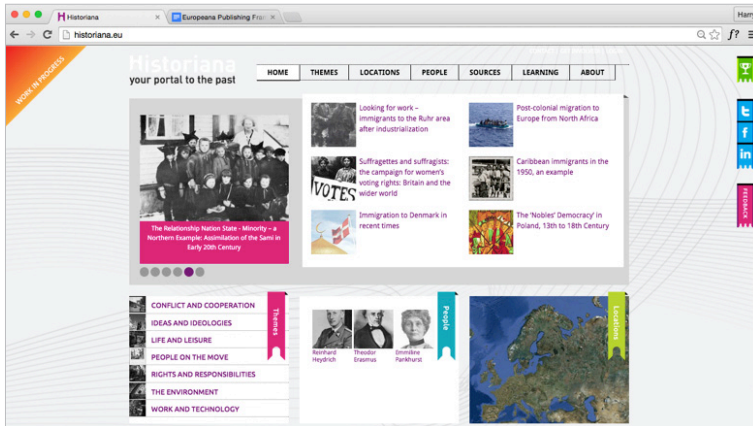 Historiana
Europeana Publishing Fra
Harry
historiana.eu
WORK IN PROGRESS
Historiana
your portal to the past
HOME
THEMES
LOCATIONS
PEOPLE
SOURCES
LEARNING
ABOUT
The Relationship Nation State - Minority – a
Northern Example: Assimilation of the Sami in
Early 20th Century
Looking for work –
immigrants to the Ruhr area
after industrialization
Post-colonial migration to
Europe from North Africa
Suffragettes and suffragists:
the campaign for women's
voting rights: Britain and the
wider world
VOTES
Caribbean immigrants in the
1950, an example
Immigration to Denmark in
recent times
The 'Nobles' Democracy' in
Poland, 13th to 18th Century
FEEDBACK
CONFLICT AND COOPERATION
IDEAS AND IDEOLOGIES
LIFE AND LEISURE
PEOPLE ON THE MOVE
RIGHTS AND RESPONSIBILITIES
THE ENVIRONMENT
WORK AND TECHNOLOGY
Themes
Reinhard
Heydrich
Theodor
Erasmus
Emmiline
Pankhurst
People
Locations